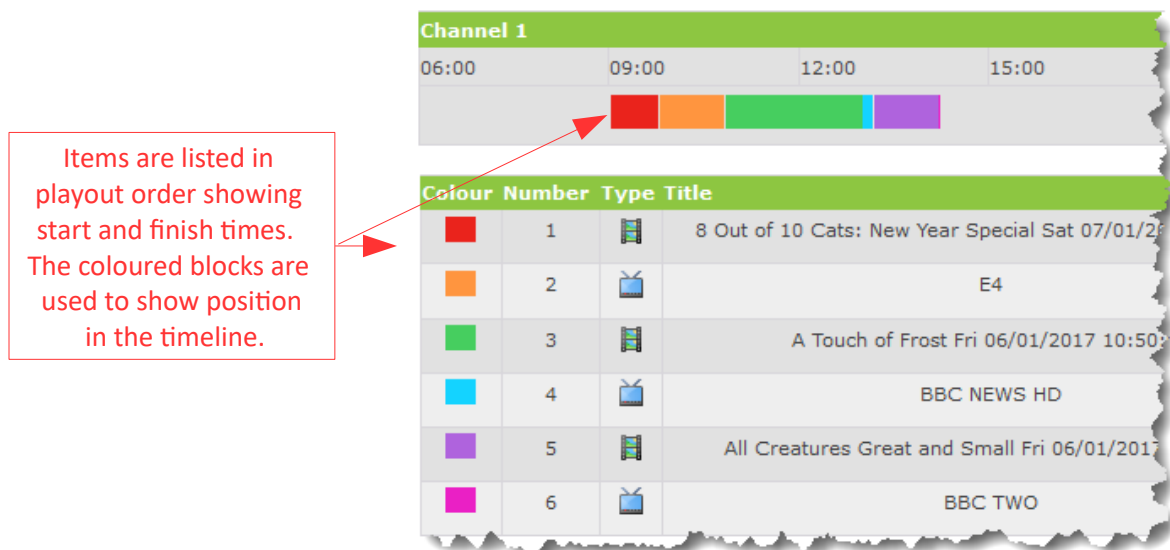 Channel 1
06:00 09:00 12:00 15:00
Items are listed in
playout order showing
start and finish times.
The coloured blocks are
used to show position
in the timeline.
Colour Number Type Title
1 8 Out of 10 Cats: New Year Special Sat
2 E4
3 A Touch of Frost Fri 06/01/2017 10:50
4 BBC NEWS HD
5 All Creatures Great and Small Fri 06/01/2017
6 BBC TWO